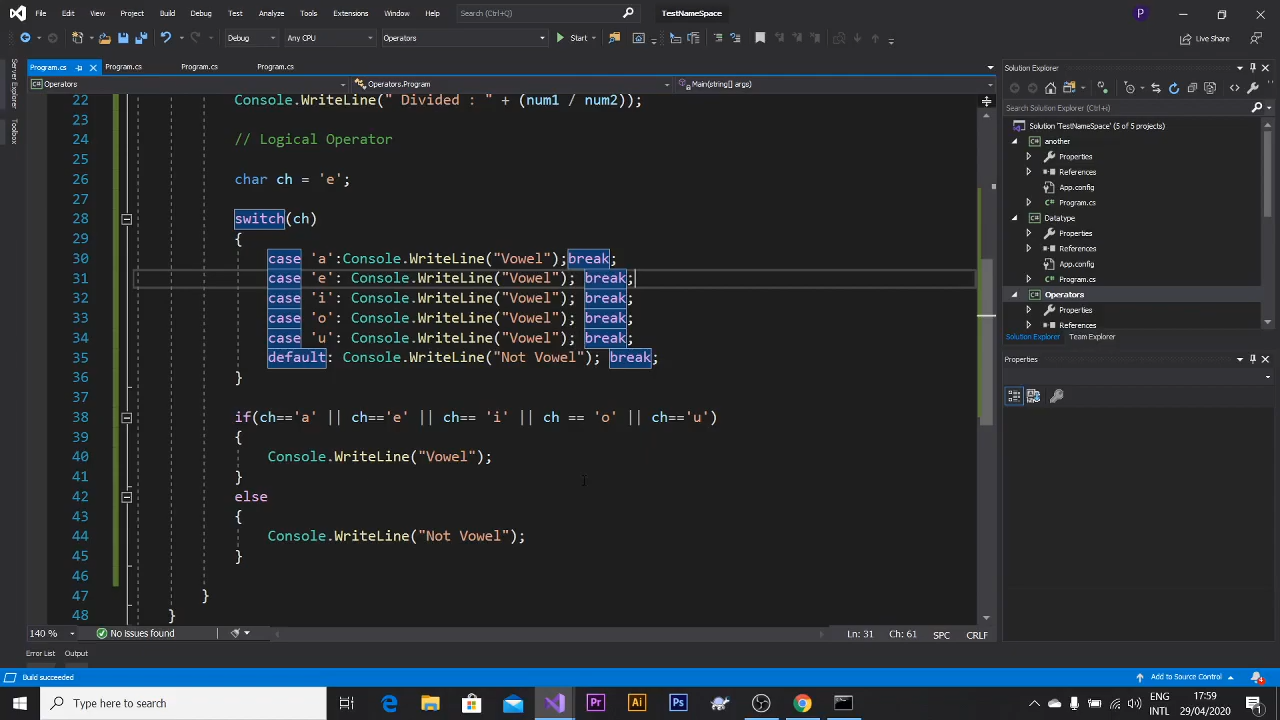 File Edit View Git Project Build Debug Test Analyze Tools Extensions Window Help Search (Ctrl+Q) TestNameSpace P
Debug Any CPU Operators Start Live Share
Program.cs Program.cs Program.cs Program.cs
Operators Operators.Program Main(string[] args)
Server Explorer
Toolbox
22 Console.WriteLine(" Divided : " + (num1 / num2));
23
24 // Logical Operator
25
26 char ch = 'e';
27
28 switch(ch)
29 {
30 case 'a':Console.WriteLine("Vowel");break;
31 case 'e': Console.WriteLine("Vowel"); break;
32 case 'i': Console.WriteLine("Vowel"); break;
33 case 'o': Console.WriteLine("Vowel"); break;
34 case 'u': Console.WriteLine("Vowel"); break;
35 default: Console.WriteLine("Not Vowel"); break;
36 }
37
38 if(ch=='a' || ch=='e' || ch== 'i' || ch == 'o' || ch=='u')
39 {
40 Console.WriteLine("Vowel");
41 }
42 else
43 {
44 Console.WriteLine("Not Vowel");
45 }
46
47 }
48 }
140 % No issues found Ln: 31 Ch: 61 SPC CRLF
Solution Explorer
Search Solution Explorer (Ctrl+ı)
Solution 'TestNameSpace' (5 of 5 projects)
another
Properties
References
App.config
Program.cs
Datatype
Properties
References
App.config
Program.cs
Operators
Properties
References
Solution Explorer Team Explorer
Properties
Error List Output
Build succeeded Add to Source Control
Type here to search
ENG 17:59
INTL 29/04/2020